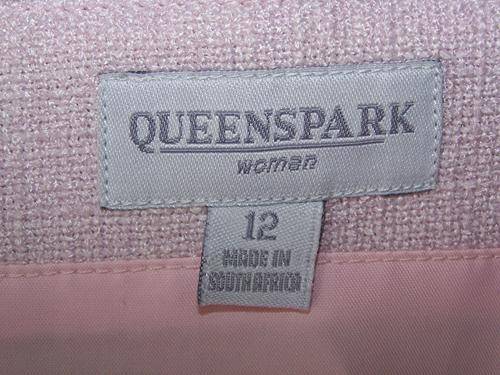 QUEENSPARK
woman
12
MADE IN
SOUTH AFRICA